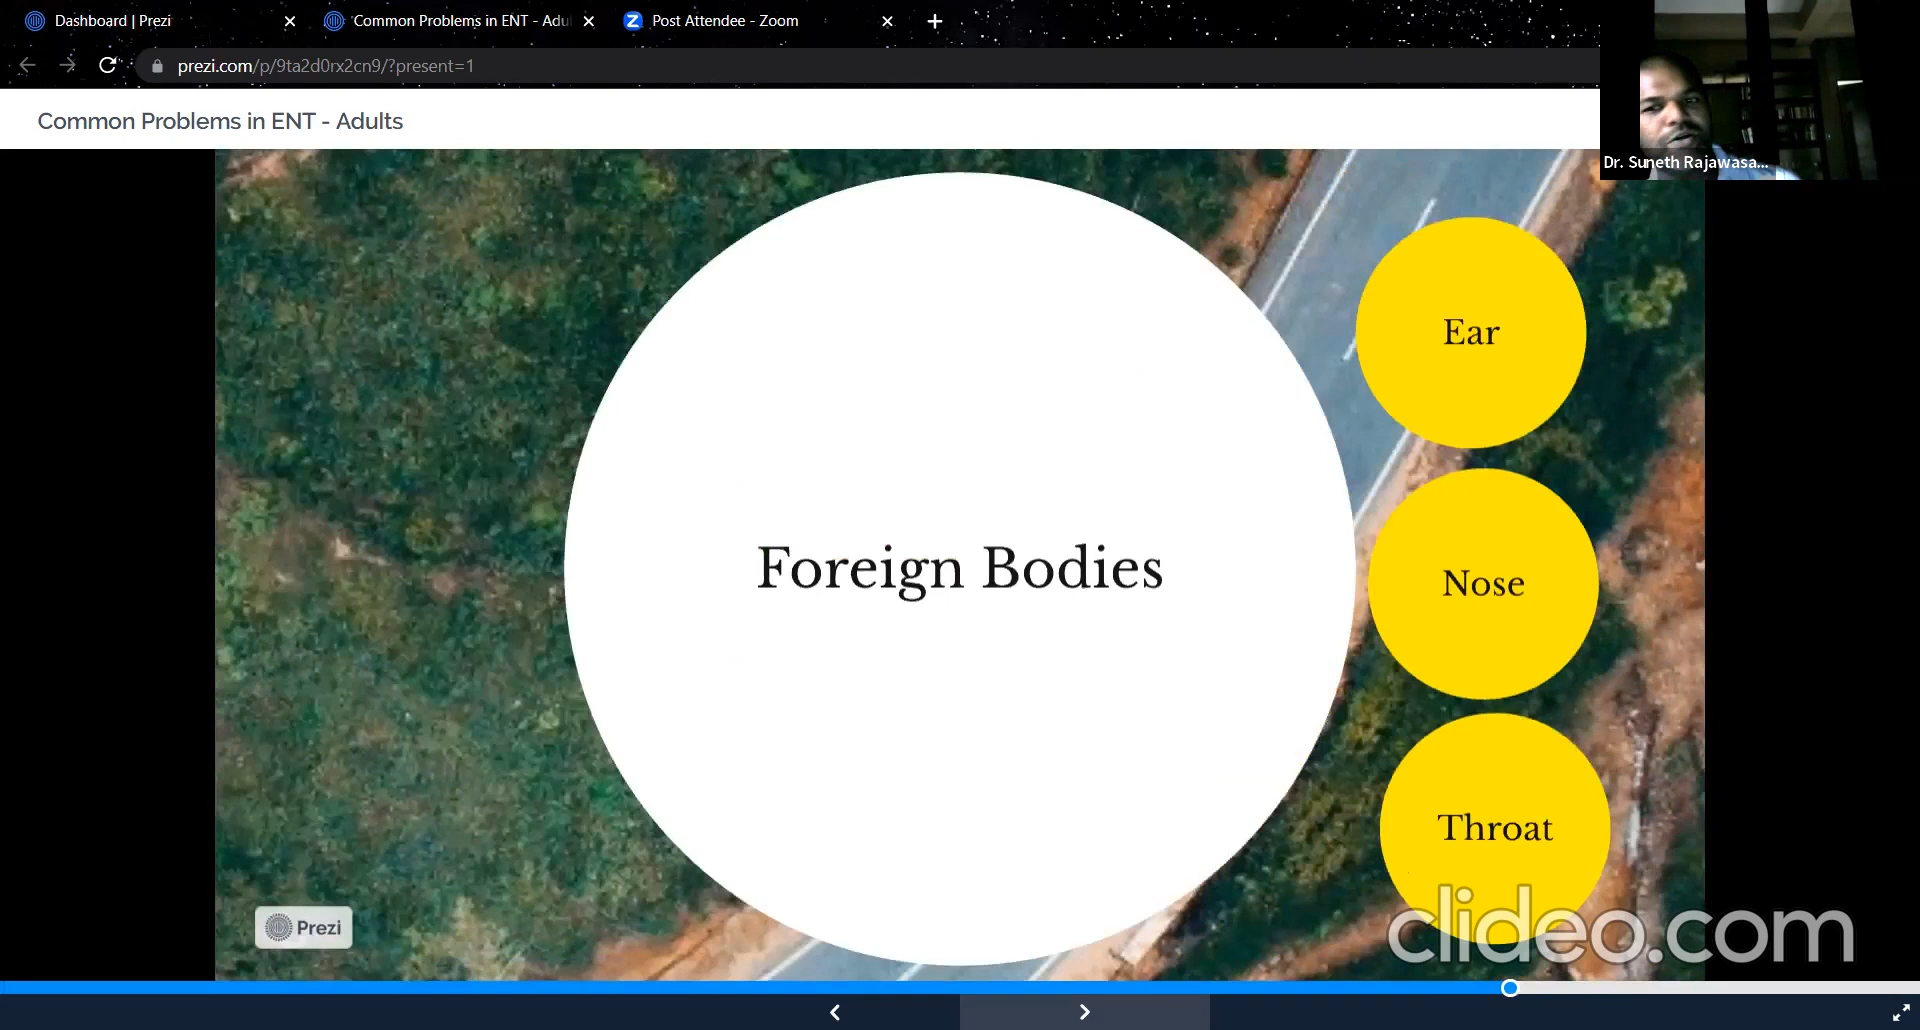 Dashboard | Prezi
Common Problems in ENT - Adul
Post Attendee - Zoom
prezi.com/p/9ta2d0rx2cn9/?present=1
Common Problems in ENT - Adults
Dr. Suneth Rajawasa...
Ear
Foreign Bodies
Nose
Throat
Prezi
clideo.com